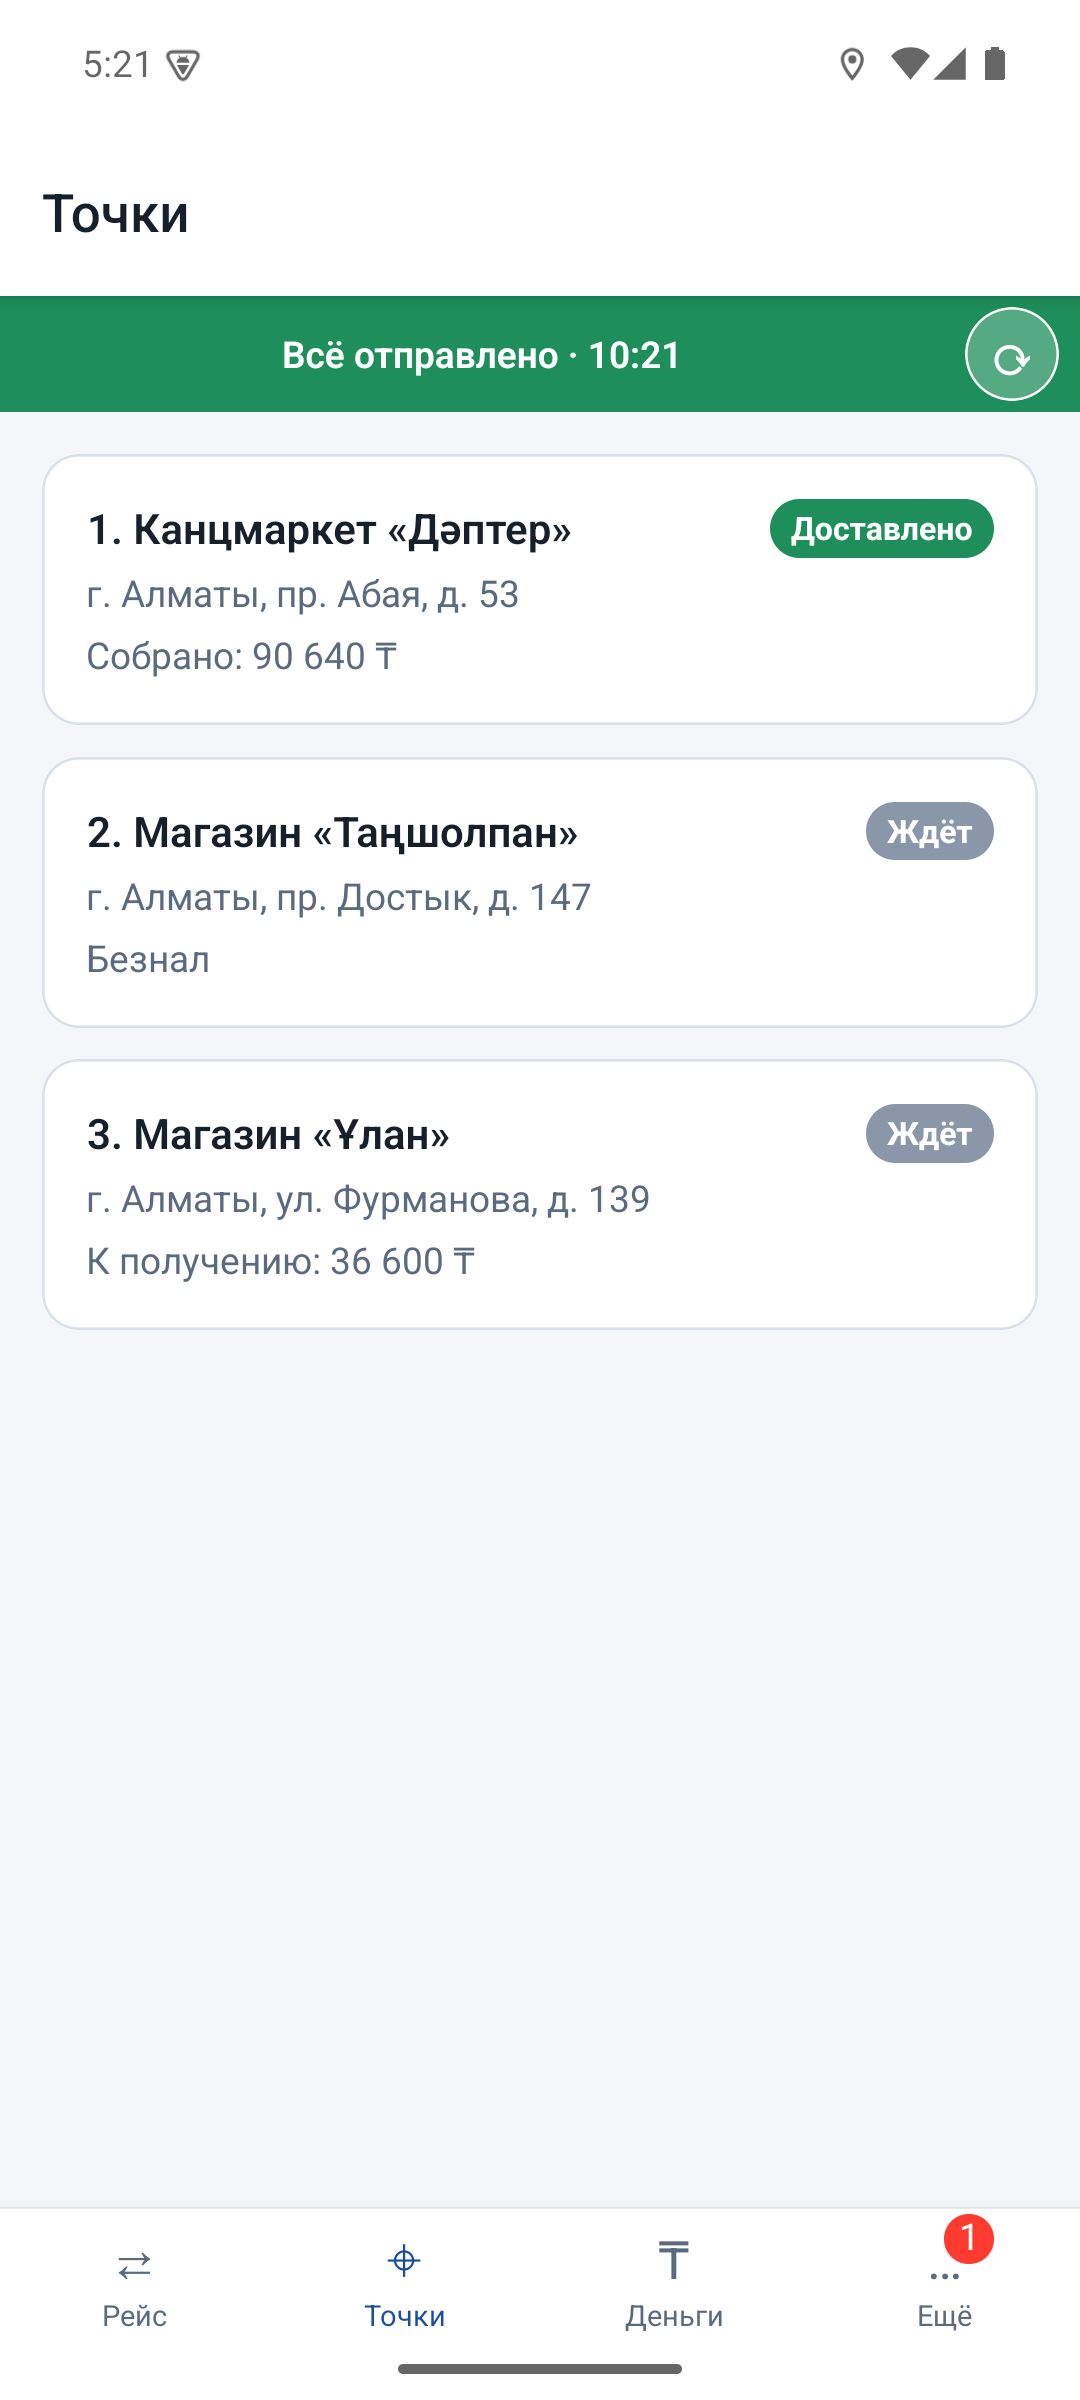 5:21
Точки
Всё отправлено · 10:21
1. Канцмаркет «Дәптер»
Доставлено
г. Алматы, пр. Абая, д. 53
Собрано: 90 640 ₸
2. Магазин «Таңшолпан»
Ждёт
г. Алматы, пр. Достык, д. 147
Безнал
3. Магазин «Ұлан»
Ждёт
г. Алматы, ул. Фурманова, д. 139
К получению: 36 600 ₸
1
Рейс
Точки
₸
Деньги
...
Ещё